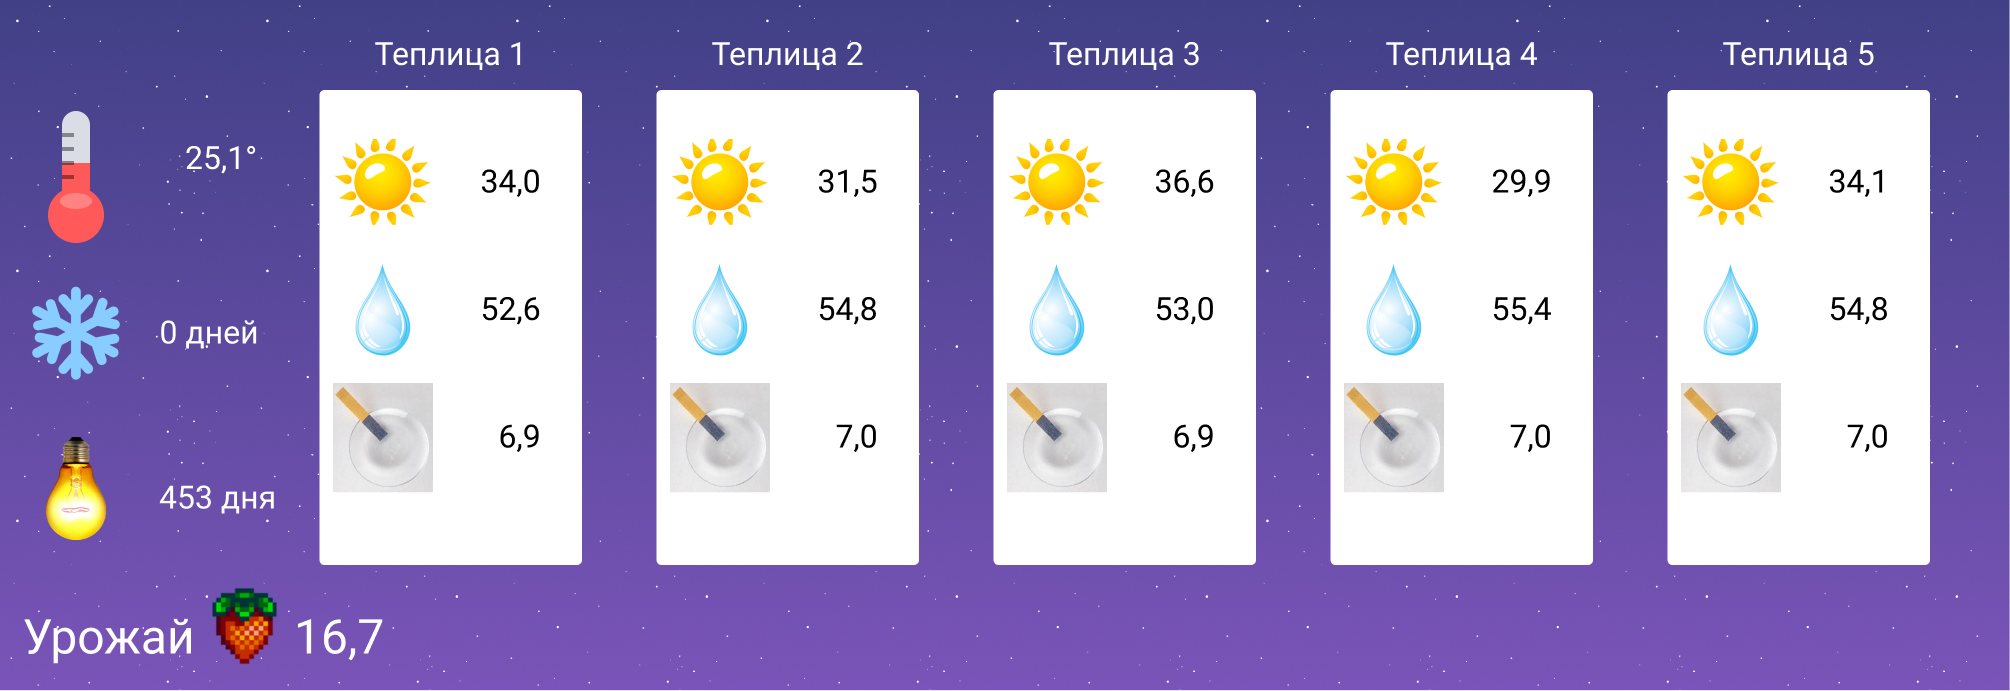 Теплица 1
Теплица 2
Теплица 3
Теплица 4
Теплица 5
25,1°
34,0
31,5
36,6
29,9
34,1
0 дней
52,6
54,8
53,0
55,4
54,8
453 дня
6,9
7,0
6,9
7,0
7,0
Урожай 16,7